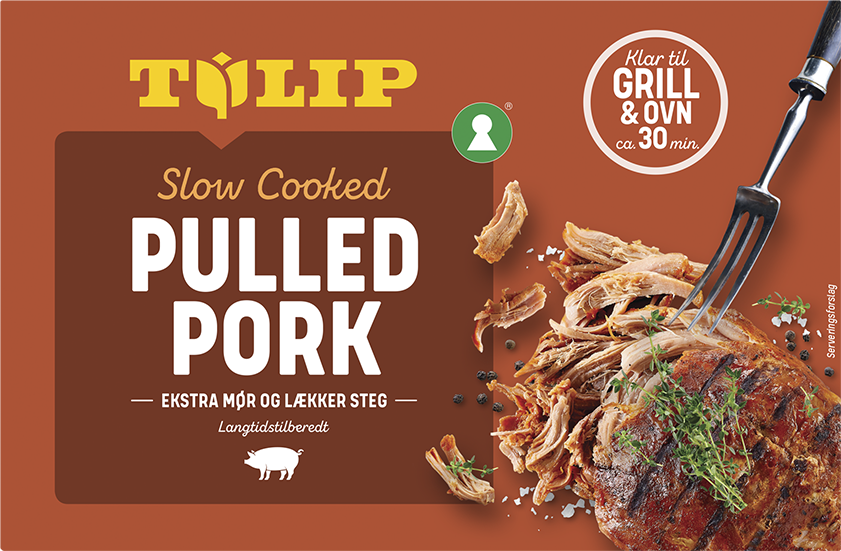 TULIP
®
Klar til
GRILL
& OVN
ca. 30 min.
Slow Cooked
PULLED
PORK
— EKSTRA MØR OG LÆKKER STEG —
Langtidstilberedt
Serveringsforslag